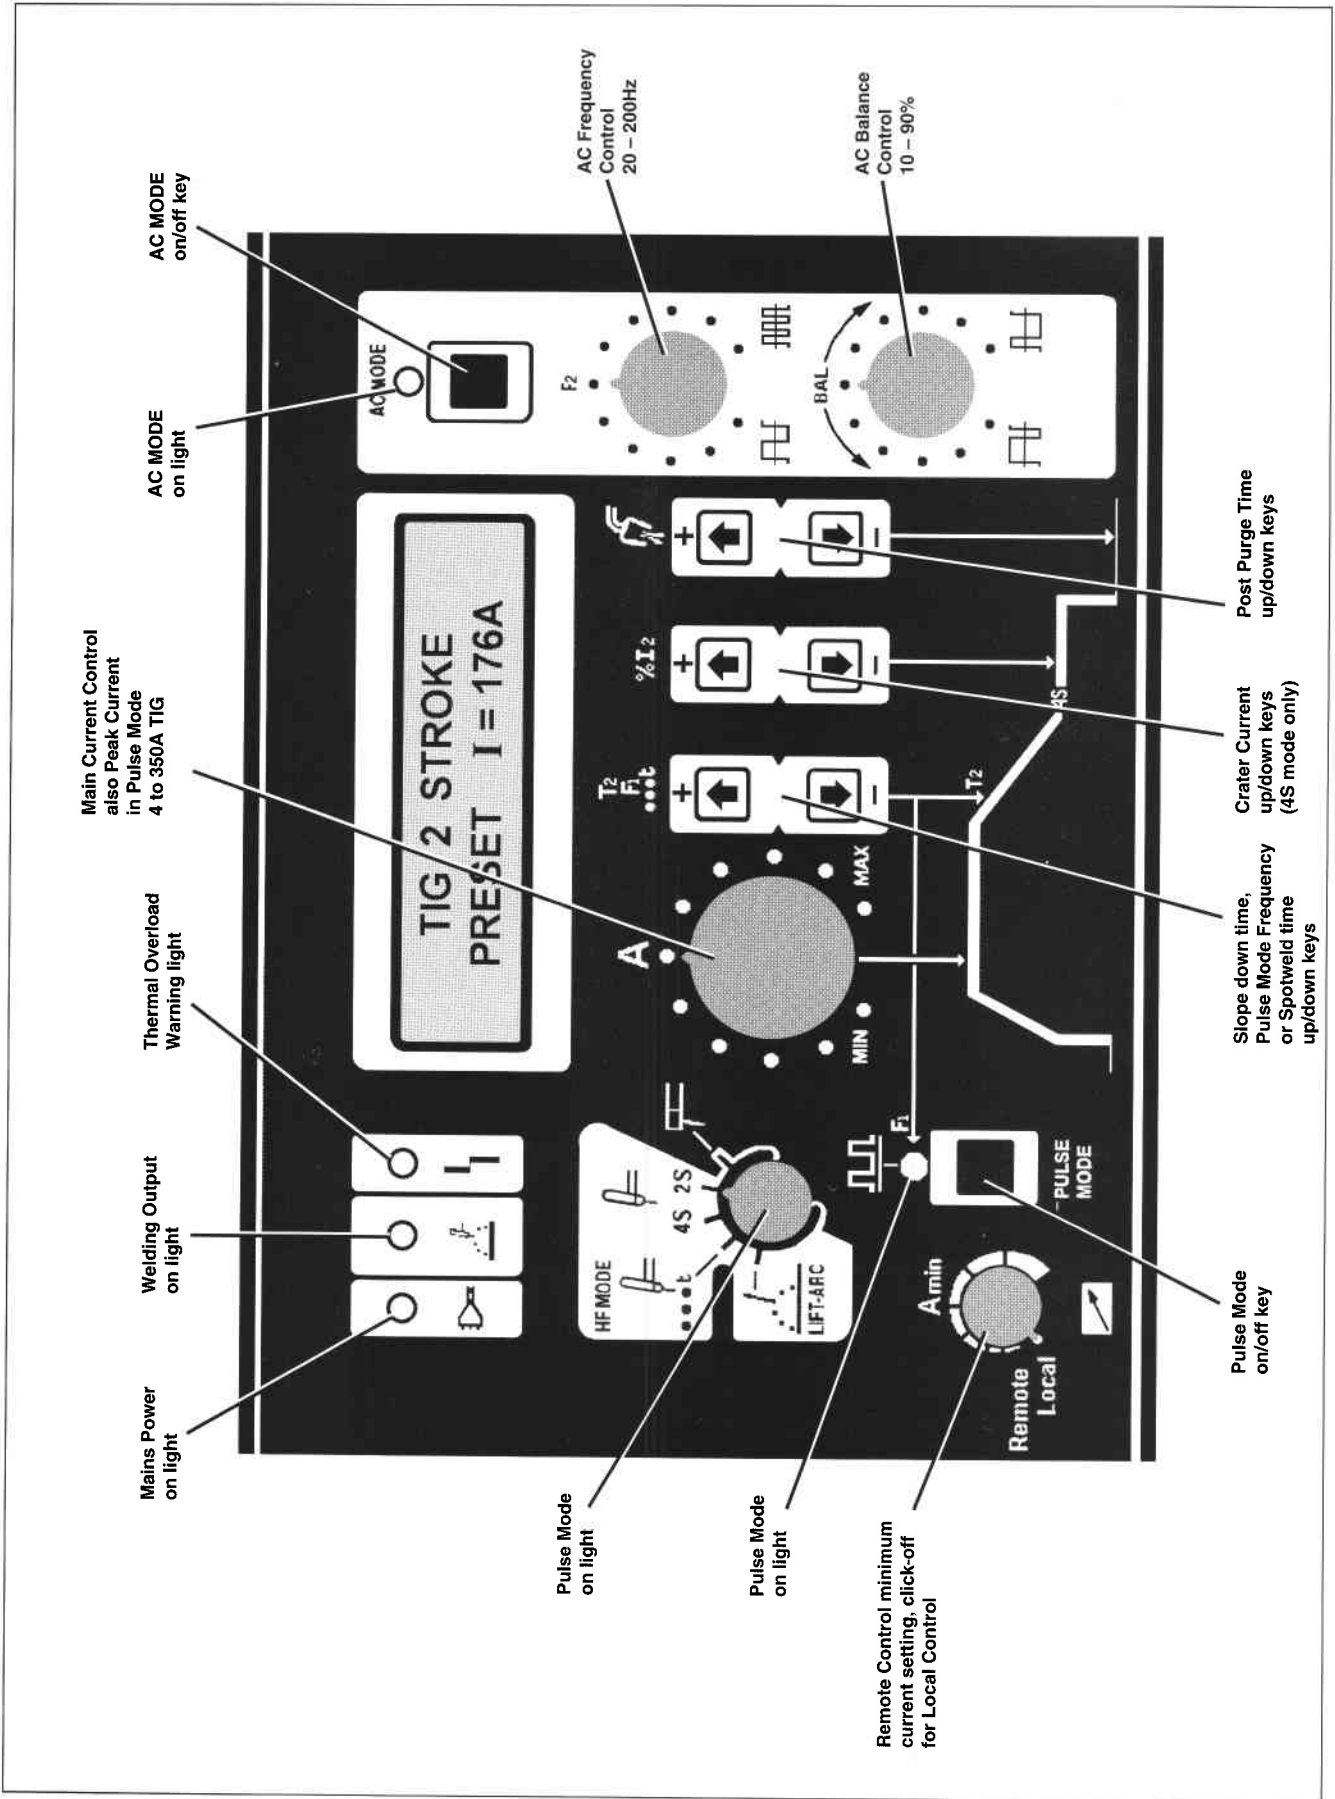 Main Current Control
also Peak Current
in Pulse Mode
4 to 350A TIG
Mains Power
on light
Welding Output
on light
Thermal Overload
Warning light
AC MODE
on light
AC MODE
on/off key
AC Frequency
Control
20 – 200Hz
AC Balance
Control
10 – 90%
Pulse Mode
on light
Pulse Mode
on light
Remote Control minimum
current setting, click-off
for Local Control
TIG 2 STROKE
PRESET I = 176A
AC MODE
F2
BAL
HF MODE
4S 2S
t
LIFT-ARC
A
MIN
MAX
T2
F1
t
+
−
%I2
+
−
+
−
F1
PULSE
MODE
A min
Remote
Local
T2
4S
Pulse Mode
on/off key
Slope down time,
Pulse Mode Frequency
or Spotweld time
up/down keys
Crater Current
up/down keys
(4S mode only)
Post Purge Time
up/down keys